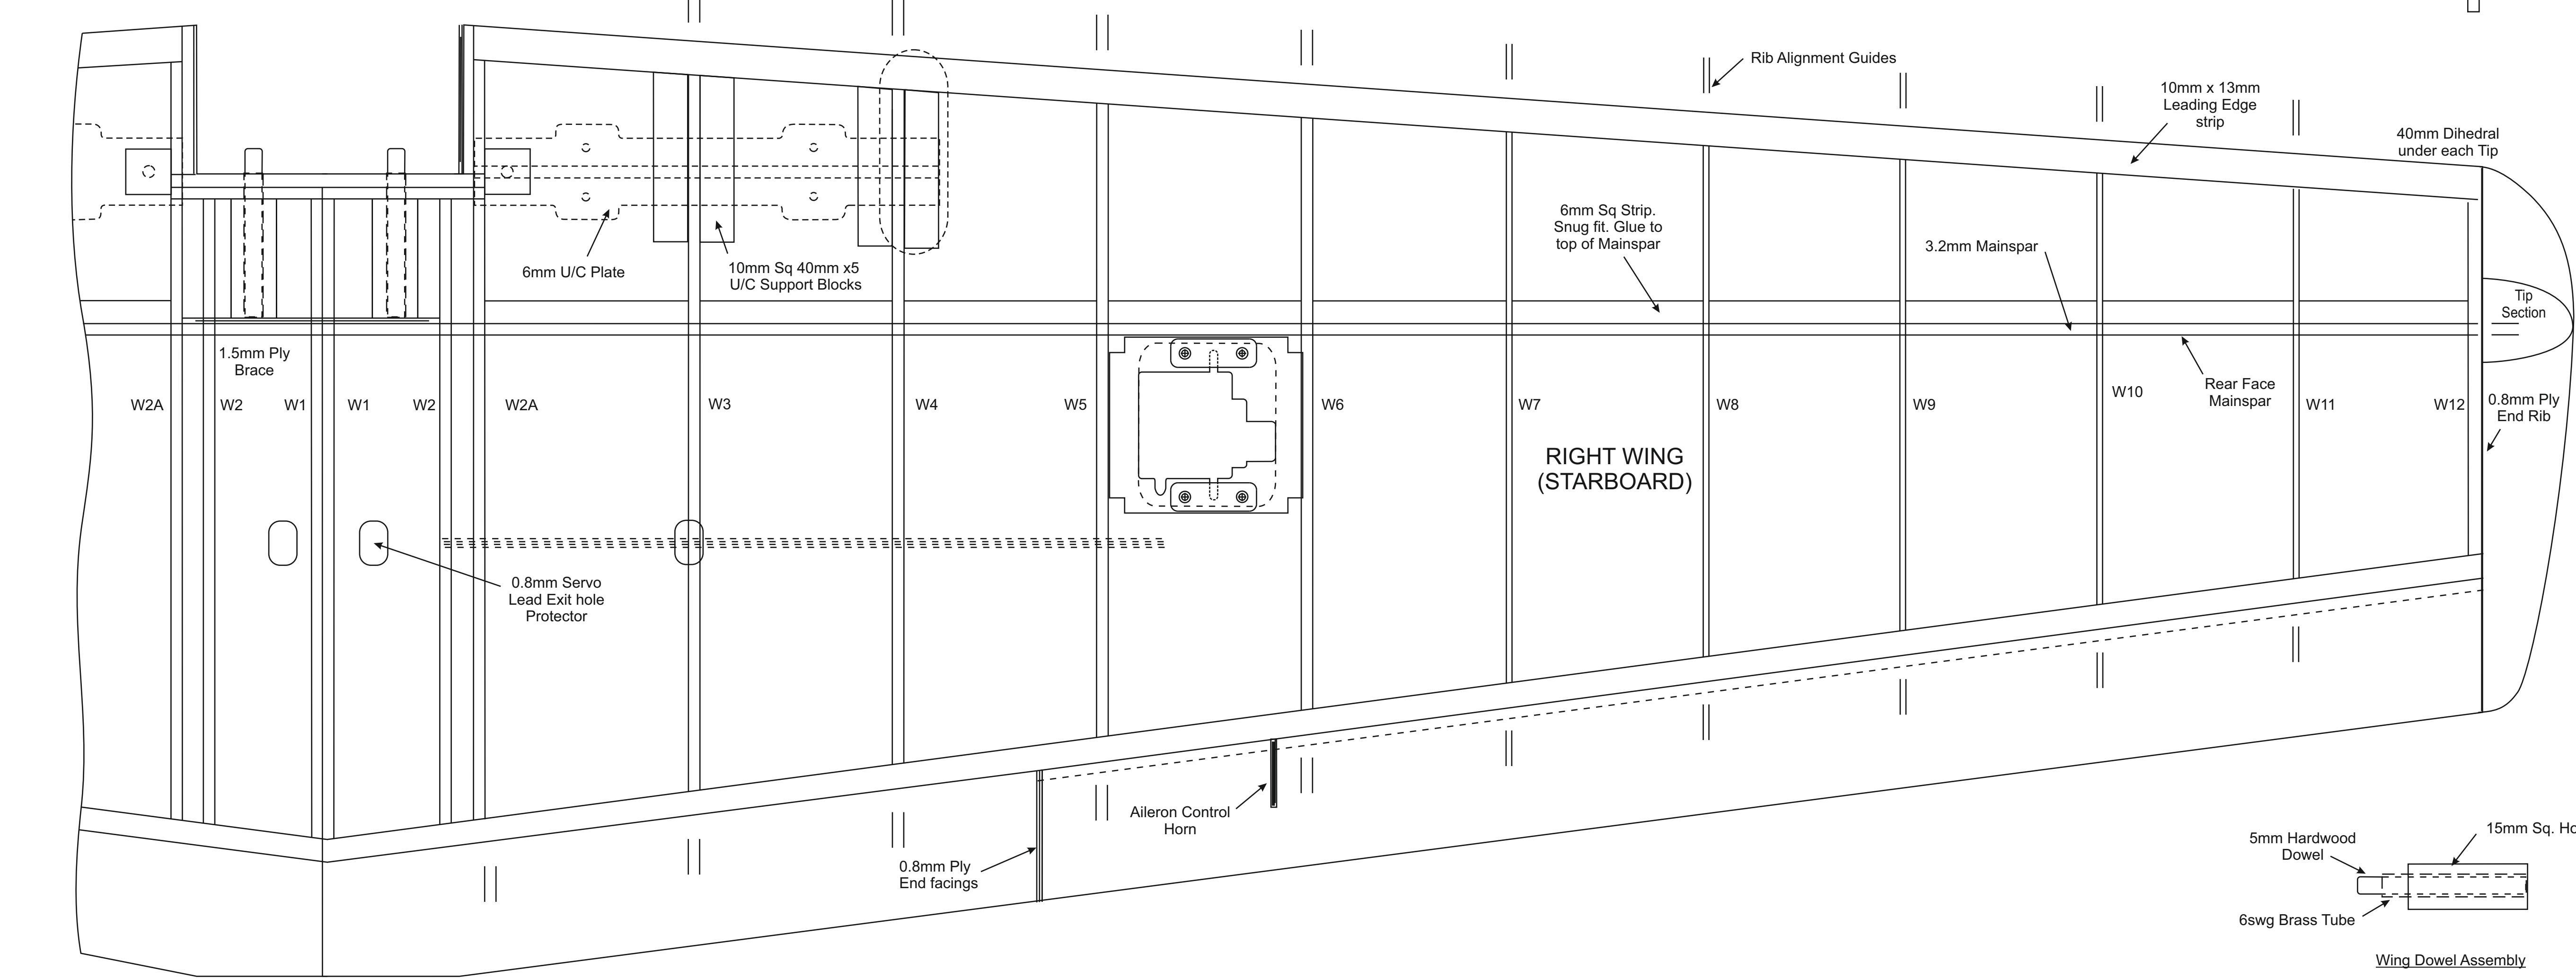 Rib Alignment Guides
10mm x 13mm
Leading Edge
strip
40mm Dihedral
under each Tip
6mm Sq Strip.
Snug fit. Glue to
top of Mainspar
3.2mm Mainspar
6mm U/C Plate
10mm Sq 40mm x5
U/C Support Blocks
Tip
Section
1.5mm Ply
Brace
Rear Face
Mainspar
0.8mm Ply
End Rib
W2A
W2
W1
W1
W2
W2A
W3
W4
W5
W6
W7
W8
W9
W10
W11
W12
RIGHT WING
(STARBOARD)
0.8mm Servo
Lead Exit hole
Protector
Aileron Control
Horn
0.8mm Ply
End facings
5mm Hardwood
Dowel
15mm Sq.
6swg Brass Tube
Wing Dowel Assembly